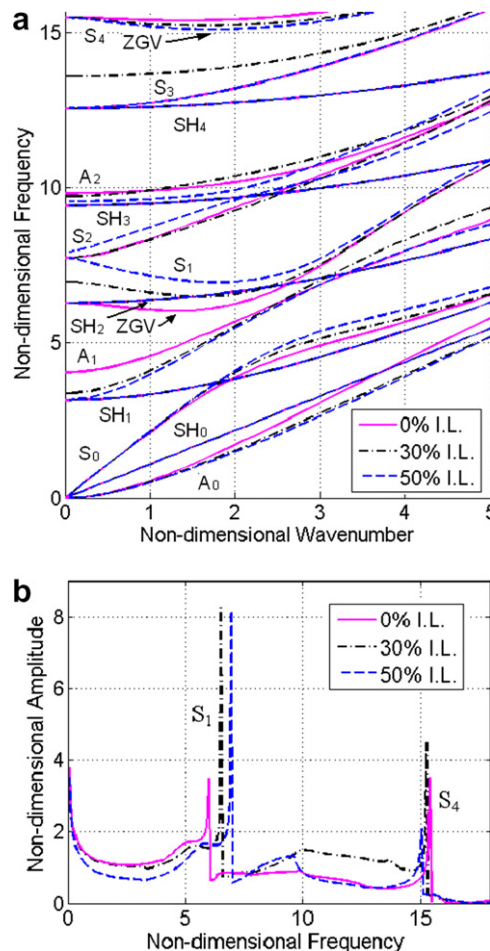 a
15
10
5
0
Non-dimensional Frequency
S4
ZGV
S3
SH4
A2
SH3
S2
S1
SH2
ZGV
A1
SH1
S0
SH0
A0
0% I.L.
30% I.L.
50% I.L.
0 1 2 3 4 5
Non-dimensional Wavenumber
b
8
6
4
2
0
Non-dimensional Amplitude
0% I.L.
30% I.L.
50% I.L.
S1
S4
0 5 10 15
Non-dimensional Frequency